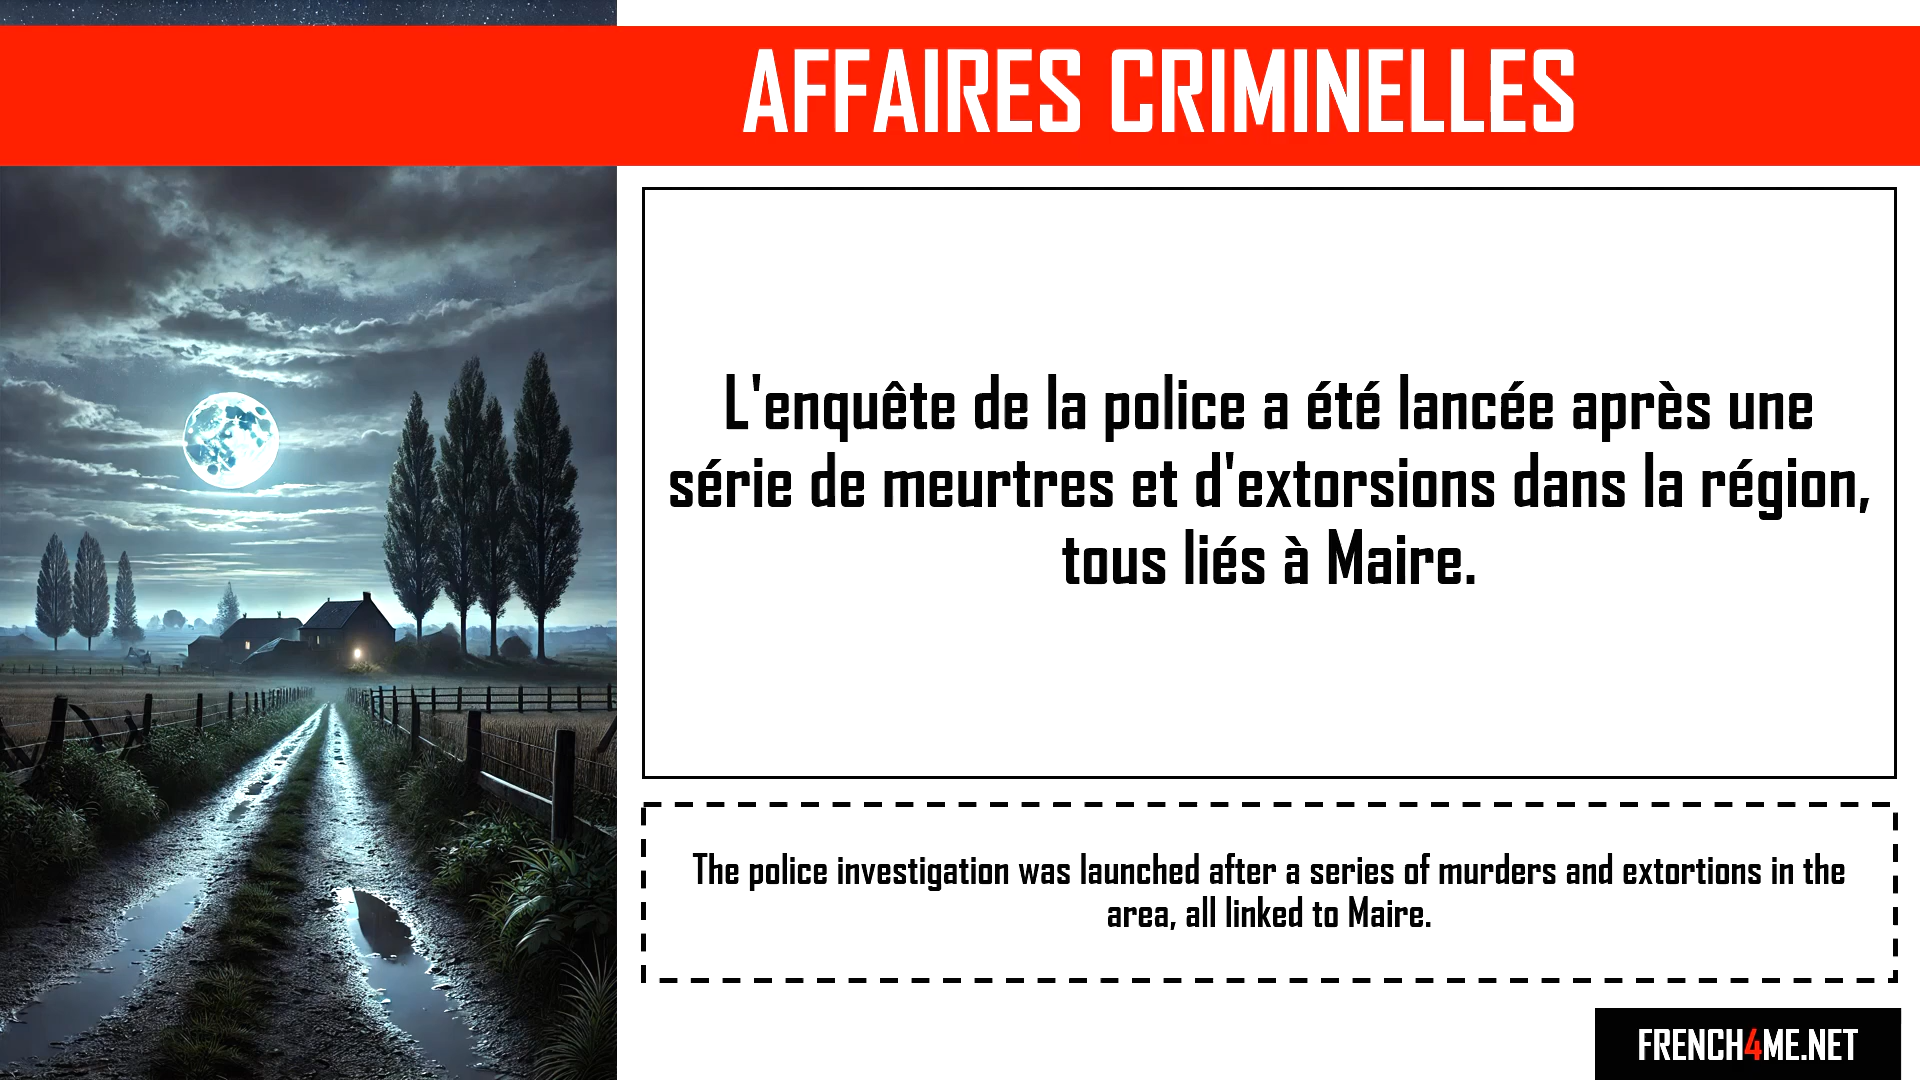 AFFAIRES CRIMINELLES
L'enquête de la police a été lancée après une
série de meurtres et d'extorsions dans la région,
tous liés à Maire.
The police investigation was launched after a series of murders and extortions in the
area, all linked to Maire.
FRENCH4ME.NET